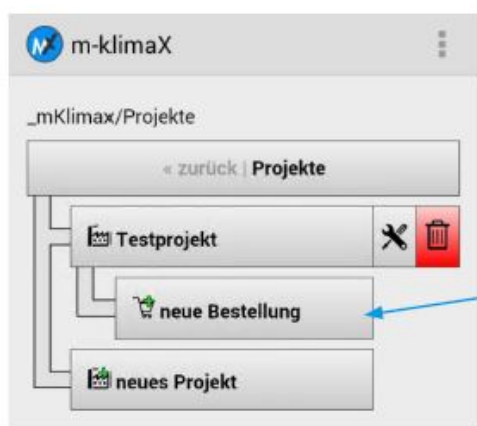 m-klimaX
_mKlimax/Projekte
« zurück | Projekte
Testprojekt
neue Bestellung
neues Projekt